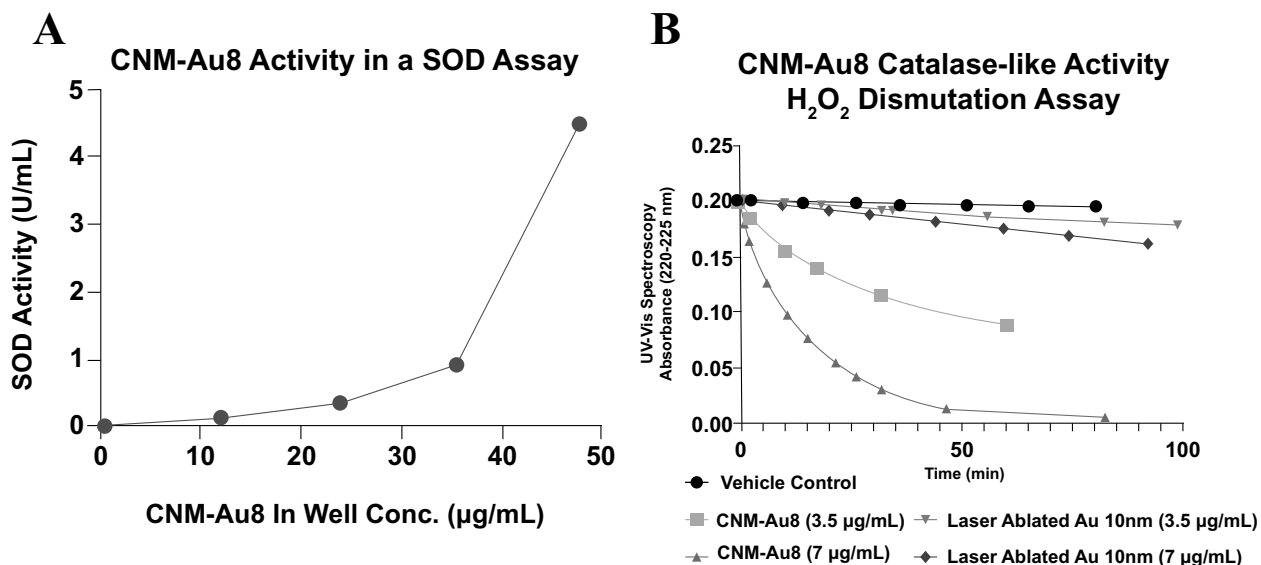 A
CNM-Au8 Activity in a SOD Assay
5
4
3
2
1
0
SOD Activity (U/mL)
0 10 20 30 40 50
CNM-Au8 In Well Conc. (µg/mL)
B
CNM-Au8 Catalase-like Activity
H₂O₂ Dismutation Assay
0.25
0.20
0.15
0.10
0.05
0.00
UV-Vis Spectroscopy
Absorbance (220-225 nm)
0 50 100
Time (min)
Vehicle Control
CNM-Au8 (3.5 µg/mL) Laser Ablated Au 10nm (3.5 µg/mL)
CNM-Au8 (7 µg/mL) Laser Ablated Au 10nm (7 µg/mL)